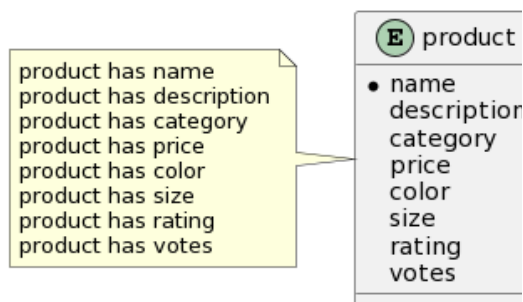 product has name
product has description
product has category
product has price
product has color
product has size
product has rating
product has votes
E product
name
description
category
price
color
size
rating
votes